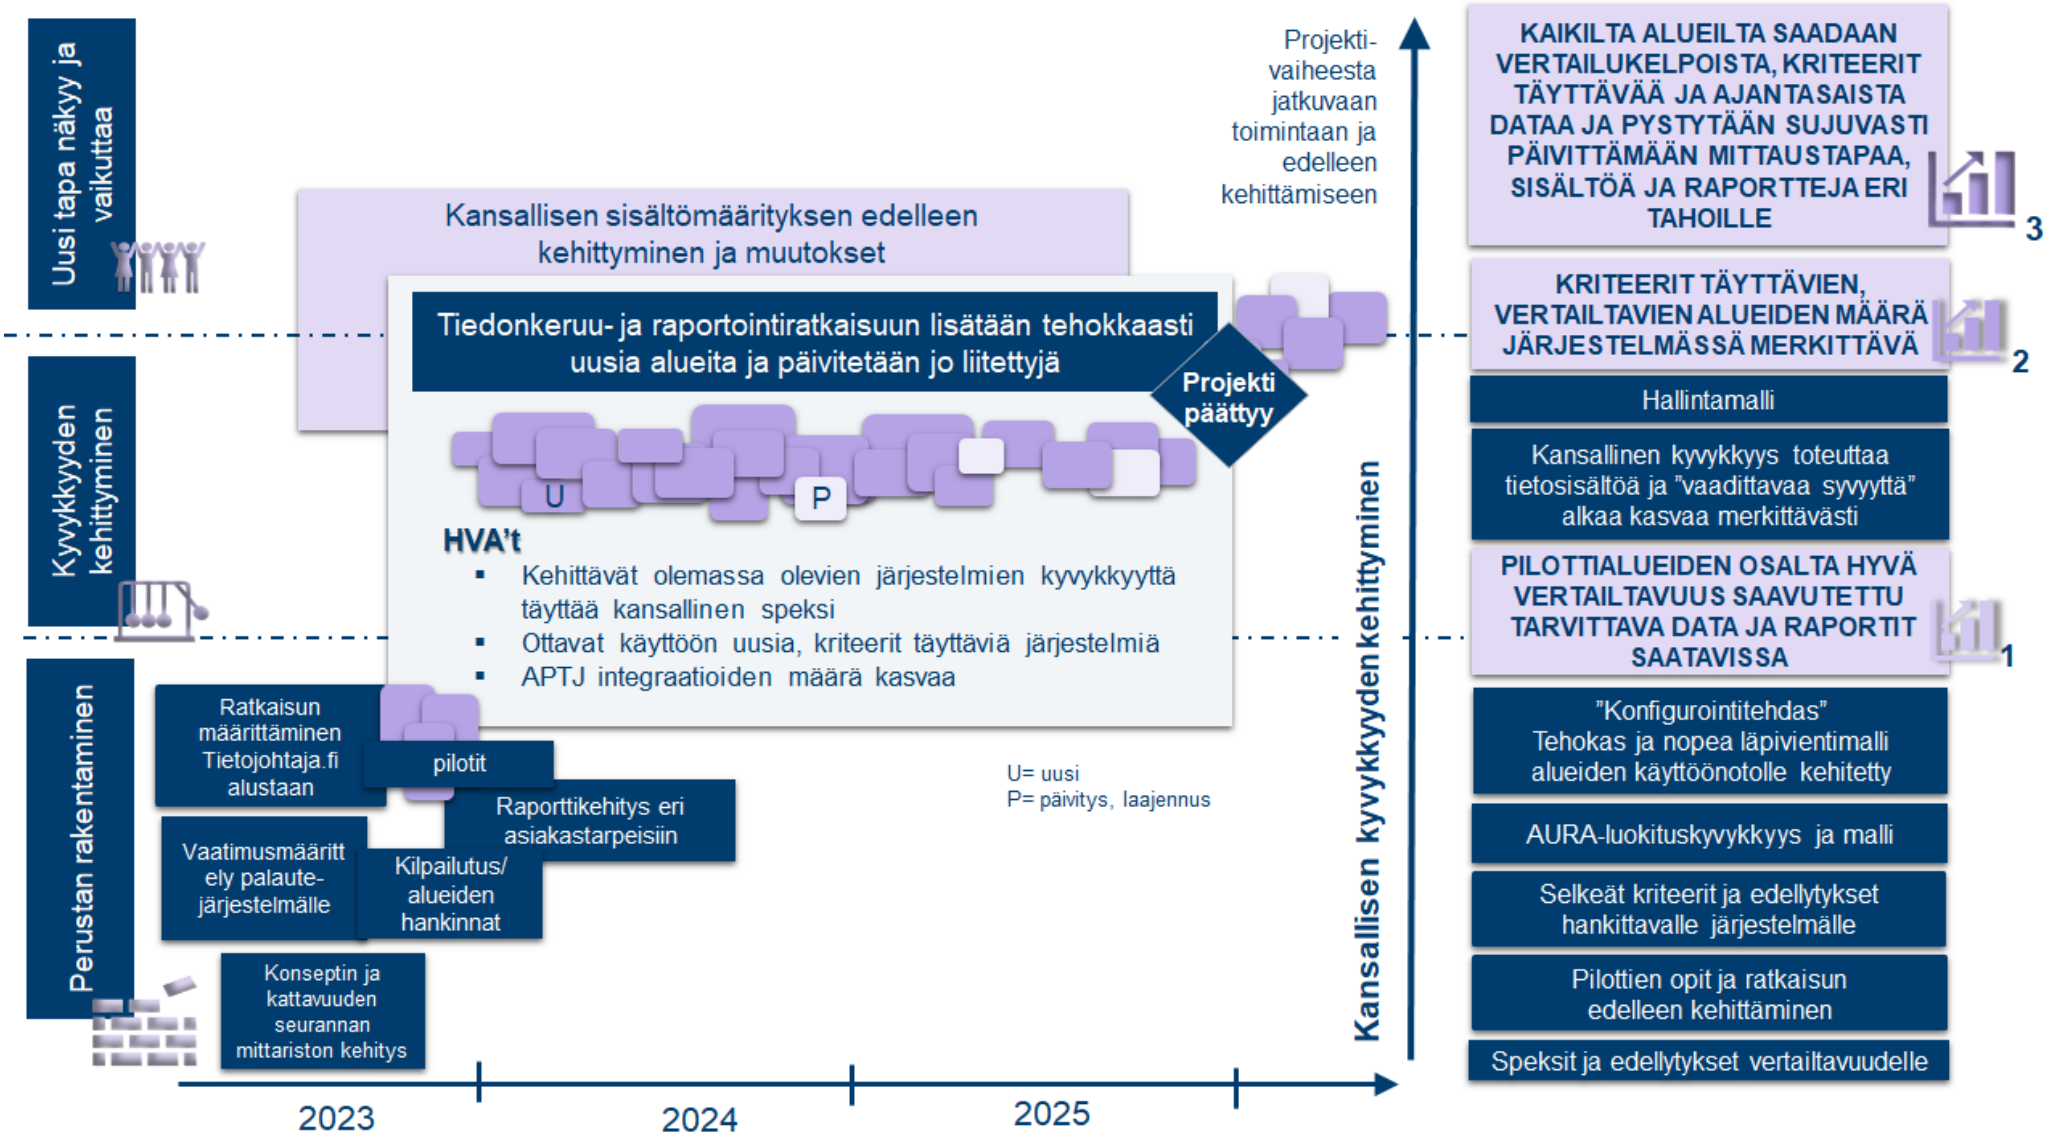 Uusi tapa näkyy ja
vaikuttaa
Kyvykkyyden
kehittyminen
Perustan rakentaminen
Kansallisen sisältömäärityksen edelleen
kehittyminen ja muutokset
Tiedonkeruu- ja raportointiratkaisuun lisätään tehokkaasti
uusia alueita ja päivitetään jo liitettyjä
Projekti
päättyy
U
P
HVA't
▪ Kehittävät olemassa olevien järjestelmien kyvykkyyttä
täyttää kansallinen speksi
▪ Ottavat käyttöön uusia, kriteerit täyttäviä järjestelmiä
▪ APTJ integraatioiden määrä kasvaa
Ratkaisun
määrittäminen
Tietojohtaja.fi
alustaan
pilotit
Raporttikehitys eri
asiakastarpeisiin
Vaatimusmääritt
ely palaute-
järjestelmälle
Kilpailutus/
alueiden
hankinnat
Konseptin ja
kattavuuden
seurannan
mittariston kehitys
U= uusi
P= päivitys, laajennus
2023
2024
2025
Projekti-
vaiheesta
jatkuvaan
toimintaan ja
edelleen
kehittämiseen
Kansallisen kyvykkyyden kehittyminen
KAIKILTA ALUEILTA SAADAAN
VERTAILUKELPOISTA, KRITEERIT
TÄYTTÄVÄÄ JA AJANTASAISTA
DATAA JA PYSTYTÄÄN SUJUVASTI
PÄIVITTÄMÄÄN MITTAUSTAPAA,
SISÄLTÖÄ JA RAPORTTEJA ERI
TAHOILLE
3
KRITEERIT TÄYTTÄVIEN,
VERTAILTAVIEN ALUEIDEN MÄÄRÄ
JÄRJESTELMÄSSÄ MERKITTÄVÄ
2
Hallintamalli
Kansallinen kyvykkyys toteuttaa
tietosisältöä ja ”vaadittavaa syvyyttä”
alkaa kasvaa merkittävästi
PILOTTIALUEIDEN OSALTA HYVÄ
VERTAILTAVUUS SAAVUTETTU
TARVITTAVA DATA JA RAPORTIT
SAATAVISSA
1
”Konfigurointitehdas”
Tehokas ja nopea läpivientimalli
alueiden käyttöönotolle kehitetty
AURA-luokituskyvykkyys ja malli
Selkeät kriteerit ja edellytykset
hankittavalle järjestelmälle
Pilottien opit ja ratkaisun
edelleen kehittäminen
Speksit ja edellytykset vertailtavuudelle